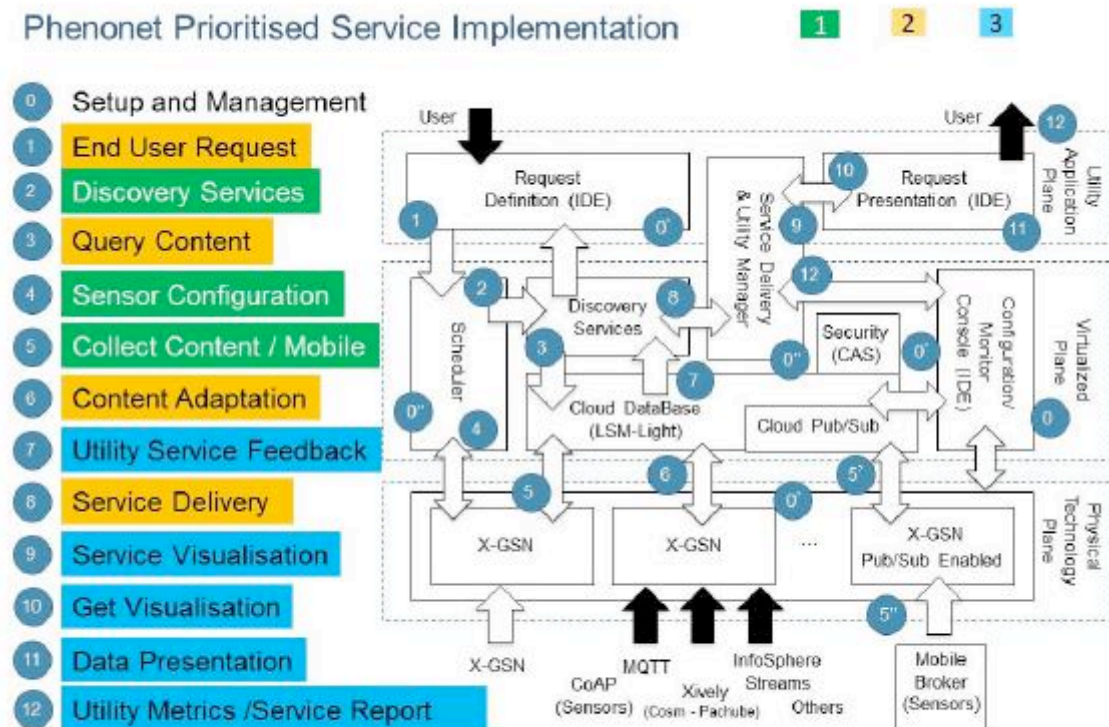 Phenonet Prioritised Service Implementation
1 2 3
0 Setup and Management
1 End User Request
2 Discovery Services
3 Query Content
4 Sensor Configuration
5 Collect Content / Mobile
6 Content Adaptation
7 Utility Service Feedback
8 Service Delivery
9 Service Visualisation
10 Get Visualisation
11 Data Presentation
12 Utility Metrics /Service Report
User
User
12
Utility
Application
Plane
Request
Definition (IDE)
1
0'
Service Delivery
& Utility Manager
10
Request
Presentation (IDE)
9
11
Scheduler
2
0"
4
Discovery
Services
8
3
7
12
0"
Security
(CAS)
0'
Configuration/
Monitor
Console (IDE)
0
Virtualized
Plane
Cloud DataBase
(LSM-Light)
Cloud Pub/Sub
5
6
0'
5'
X-GSN
X-GSN
....
X-GSN
Pub/Sub Enabled
Physical
Technology
Plane
5"
X-GSN
MQTT
CoAP
(Sensors)
Xively
(Cosm - Pachube)
InfoSphere
Streams
Others
Mobile
Broker
(Sensors)